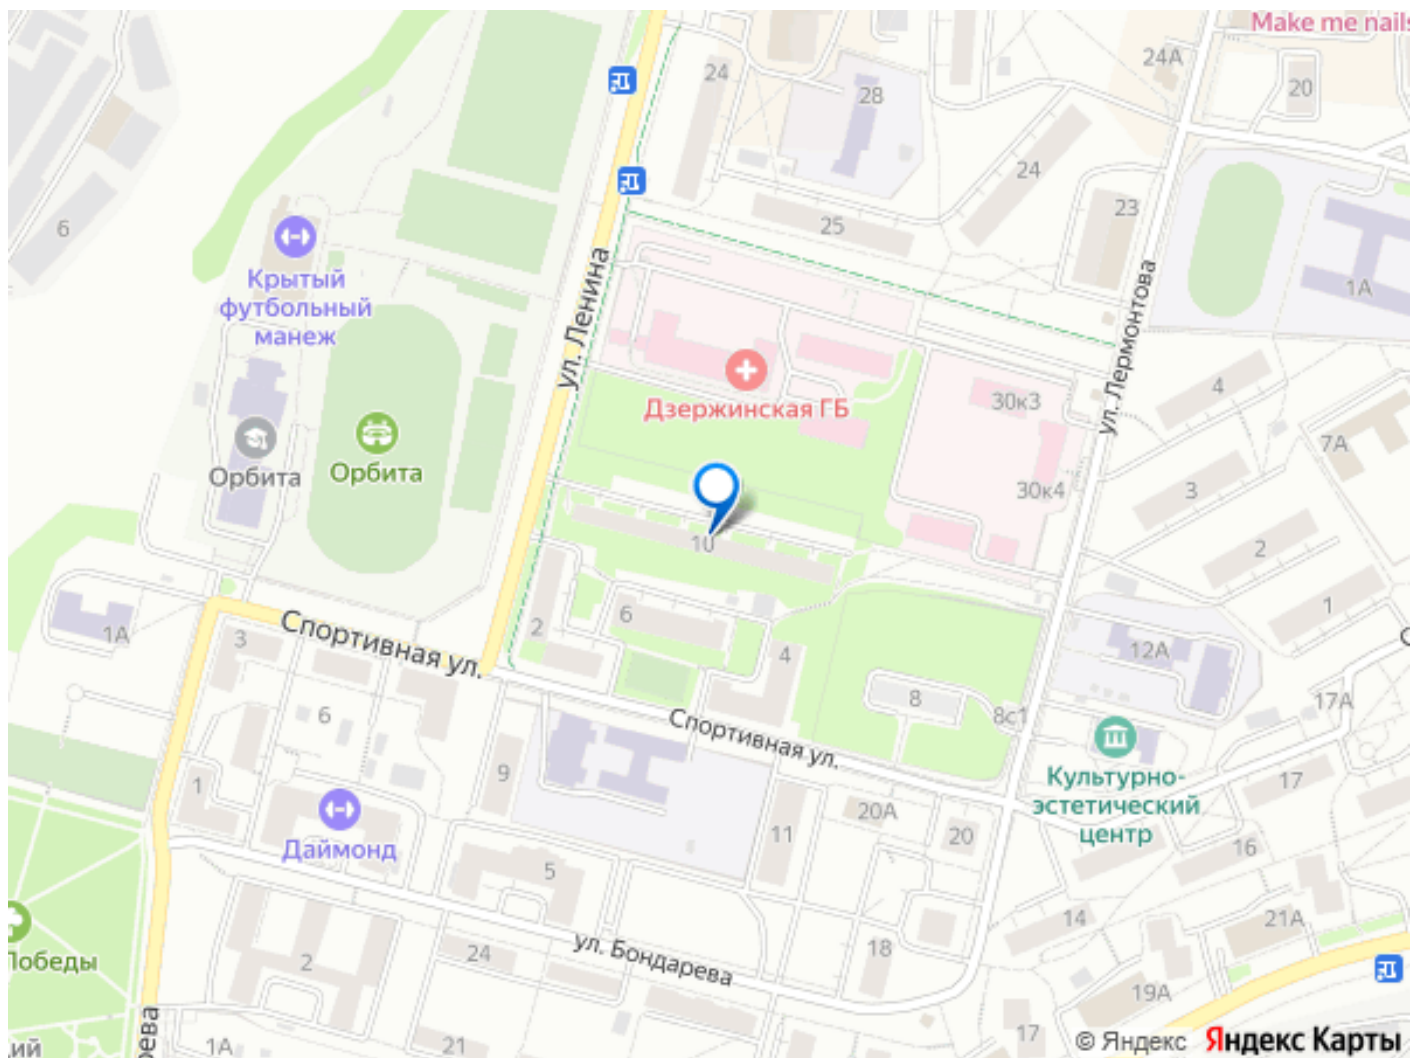 Make me nails
24
24А
28
20
24
6
25
23
Крытый
футбольный
манеж
ул. Ленина
ул. Лермонтова
1А
Дзержинская ГБ
30к3
4
7А
Орбита
Орбита
30к4
3
10
2
1А
3
Спортивная ул.
2
6
4
12А
1
8
8с1
17А
6
Спортивная ул.
Культурно-
эстетический
центр
17
1
9
Даймонд
11
20А
20
16
5
14
21А
Победы
2
24
ул. Бондарева
18
19А
рева
ий
1А
21
17
© Яндекс Яндекс Карты